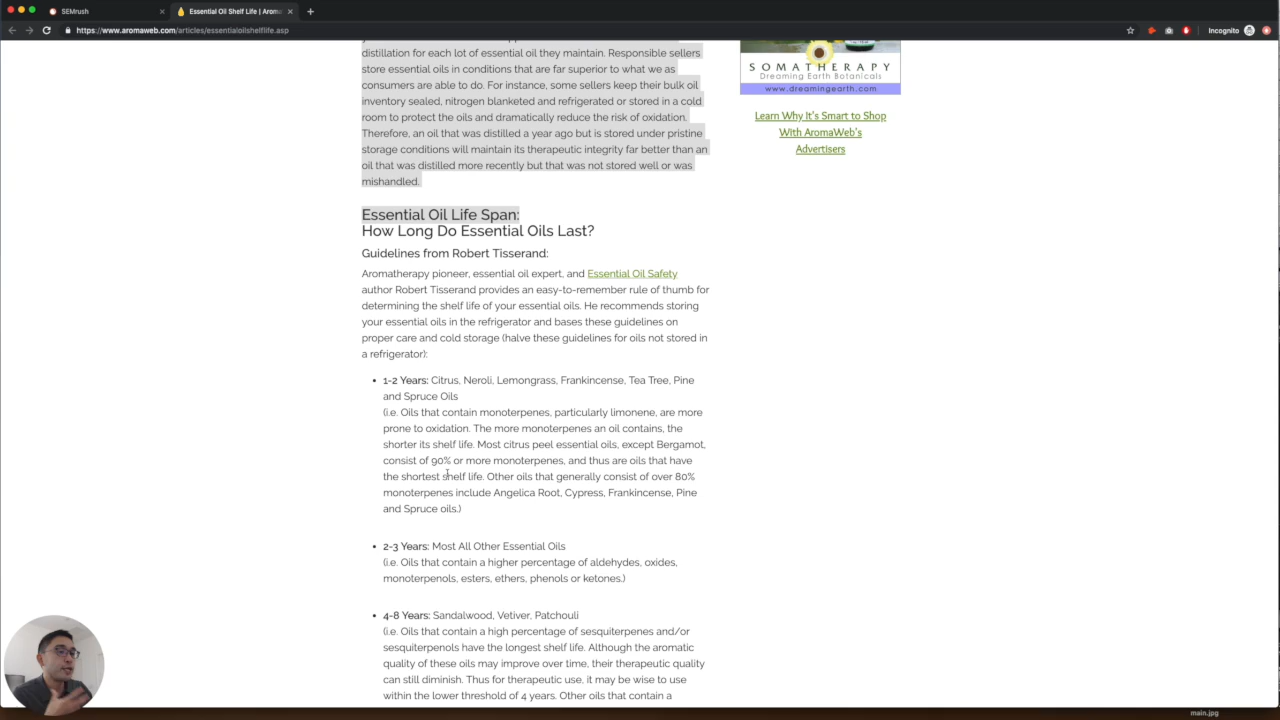 SEMrush
Essential Oil Shelf Life | Aroma
https://www.aromaweb.com/articles/essentialoilshelflife.asp
Incognito
distillation for each lot of essential oil they maintain. Responsible sellers
store essential oils in conditions that are far superior to what we as
consumers are able to do. For instance, some sellers keep their bulk oil
inventory sealed, nitrogen blanketed and refrigerated or stored in a cold
room to protect the oils and dramatically reduce the risk of oxidation.
Therefore, an oil that was distilled a year ago but is stored under pristine
storage conditions will maintain its therapeutic integrity far better than an
oil that was distilled more recently but that was not stored well or was
mishandled.
Essential Oil Life Span:
How Long Do Essential Oils Last?
Guidelines from Robert Tisserand:
Aromatherapy pioneer, essential oil expert, and Essential Oil Safety
author Robert Tisserand provides an easy-to-remember rule of thumb for
determining the shelf life of your essential oils. He recommends storing
your essential oils in the refrigerator and bases these guidelines on
proper care and cold storage (halve these guidelines for oils not stored in
a refrigerator):
• 1-2 Years: Citrus, Neroli, Lemongrass, Frankincense, Tea Tree, Pine
and Spruce Oils
(i.e. Oils that contain monoterpenes, particularly limonene, are more
prone to oxidation. The more monoterpenes an oil contains, the
shorter its shelf life. Most citrus peel essential oils, except Bergamot,
consist of 90% or more monoterpenes, and thus are oils that have
the shortest shelf life. Other oils that generally consist of over 80%
monoterpenes include Angelica Root, Cypress, Frankincense, Pine
and Spruce oils.)
• 2-3 Years: Most All Other Essential Oils
(i.e. Oils that contain a higher percentage of aldehydes, oxides,
monoterpenols, esters, ethers, phenols or ketones.)
• 4-8 Years: Sandalwood, Vetiver, Patchouli
(i.e. Oils that contain a high percentage of sesquiterpenes and/or
sesquiterpenols have the longest shelf life. Although the aromatic
quality of these oils may improve over time, their therapeutic quality
can still diminish. Thus for therapeutic use, it may be wise to use
within the lower threshold of 4 years. Other oils that contain a
SOMATHERAPY
Dreaming Earth Botanicals
www.dreamingearth.com
Learn Why It's Smart to Shop
With AromaWeb's
Advertisers
main.jpg